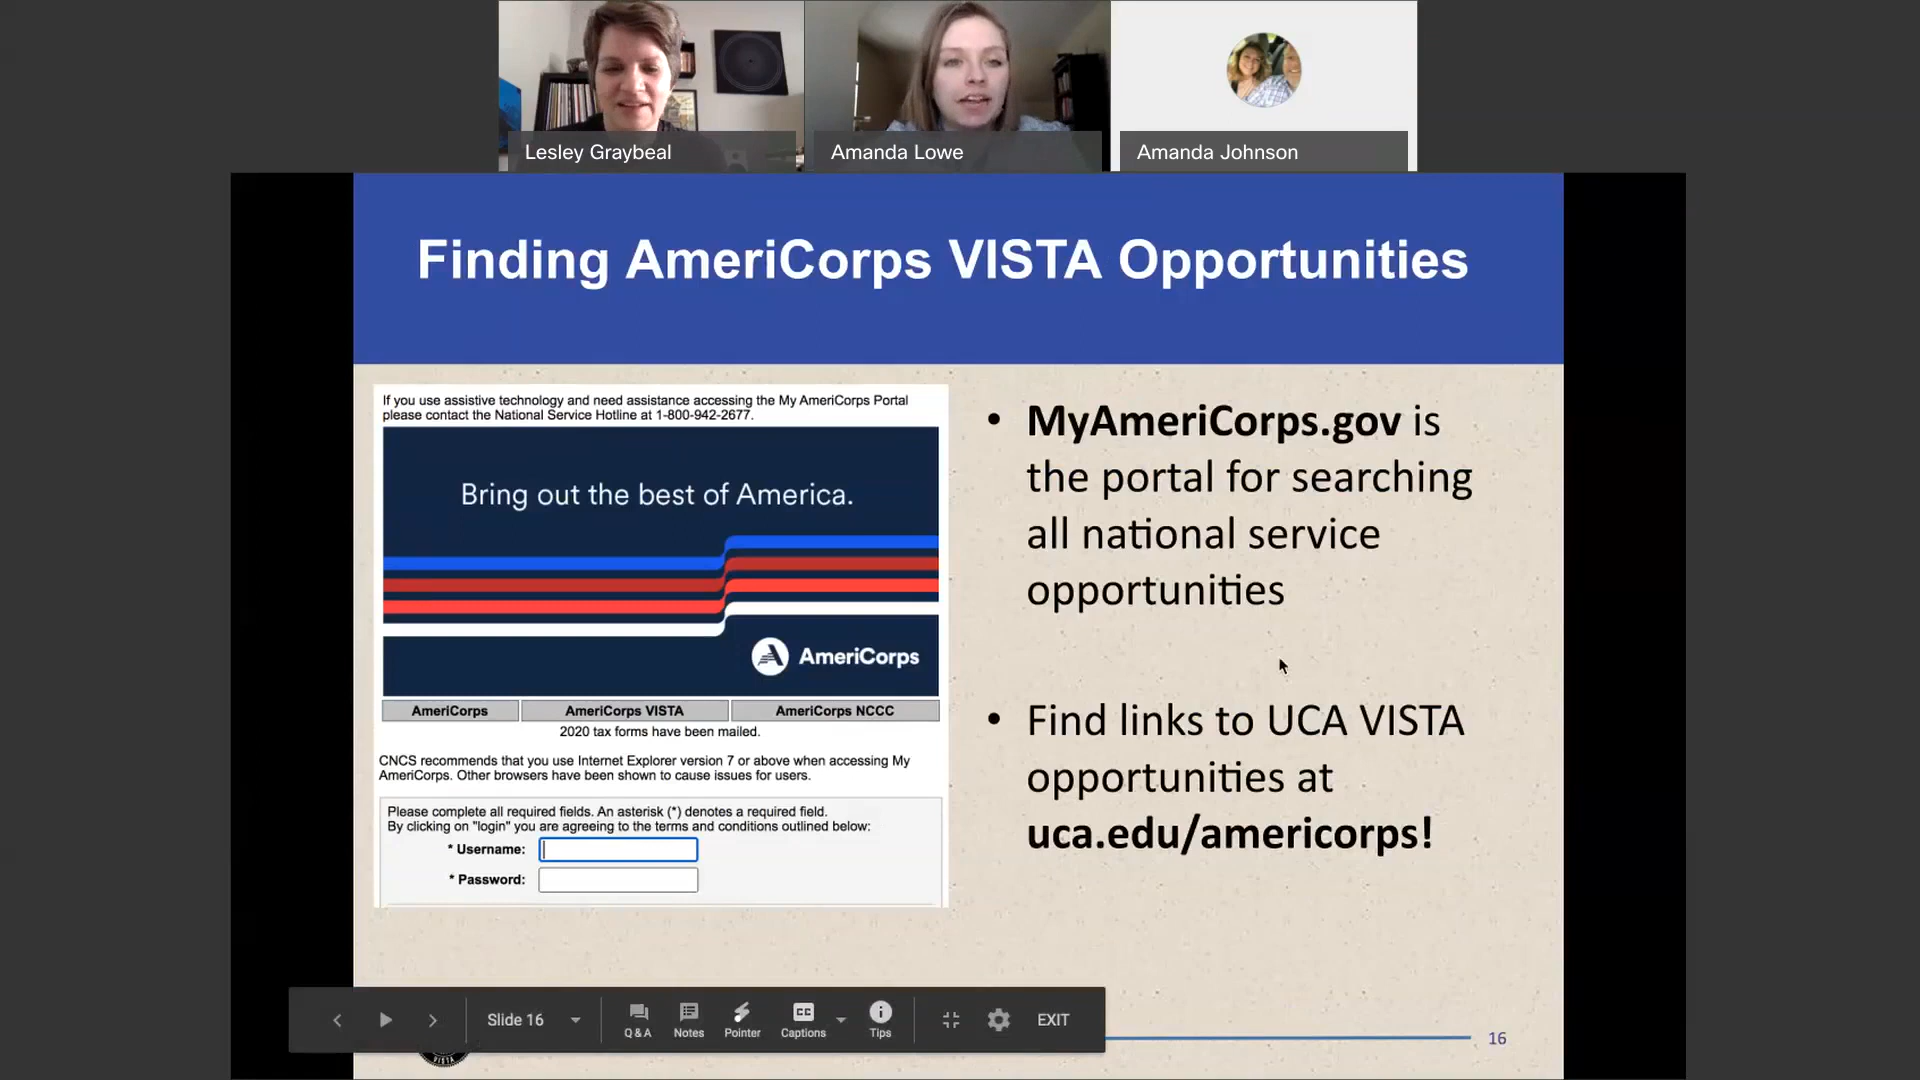 Lesley Graybeal
Amanda Lowe
Amanda Johnson
Finding AmeriCorps VISTA Opportunities
If you use assistive technology and need assistance accessing the My AmeriCorps Portal
please contact the National Service Hotline at 1-800-942-2677.
Bring out the best of America.
AmeriCorps
AmeriCorps
AmeriCorps VISTA
AmeriCorps NCCC
2020 tax forms have been mailed.
CNCS recommends that you use Internet Explorer version 7 or above when accessing My
AmeriCorps. Other browsers have been shown to cause issues for users.
Please complete all required fields. An asterisk (*) denotes a required field.
By clicking on "login" you are agreeing to the terms and conditions outlined below:
* Username:
* Password:
• MyAmeriCorps.gov is
the portal for searching
all national service
opportunities
• Find links to UCA VISTA
opportunities at
uca.edu/americorps!
Slide 16
Q & A
Notes
Pointer
CC
Captions
Tips
EXIT
VISTA
16